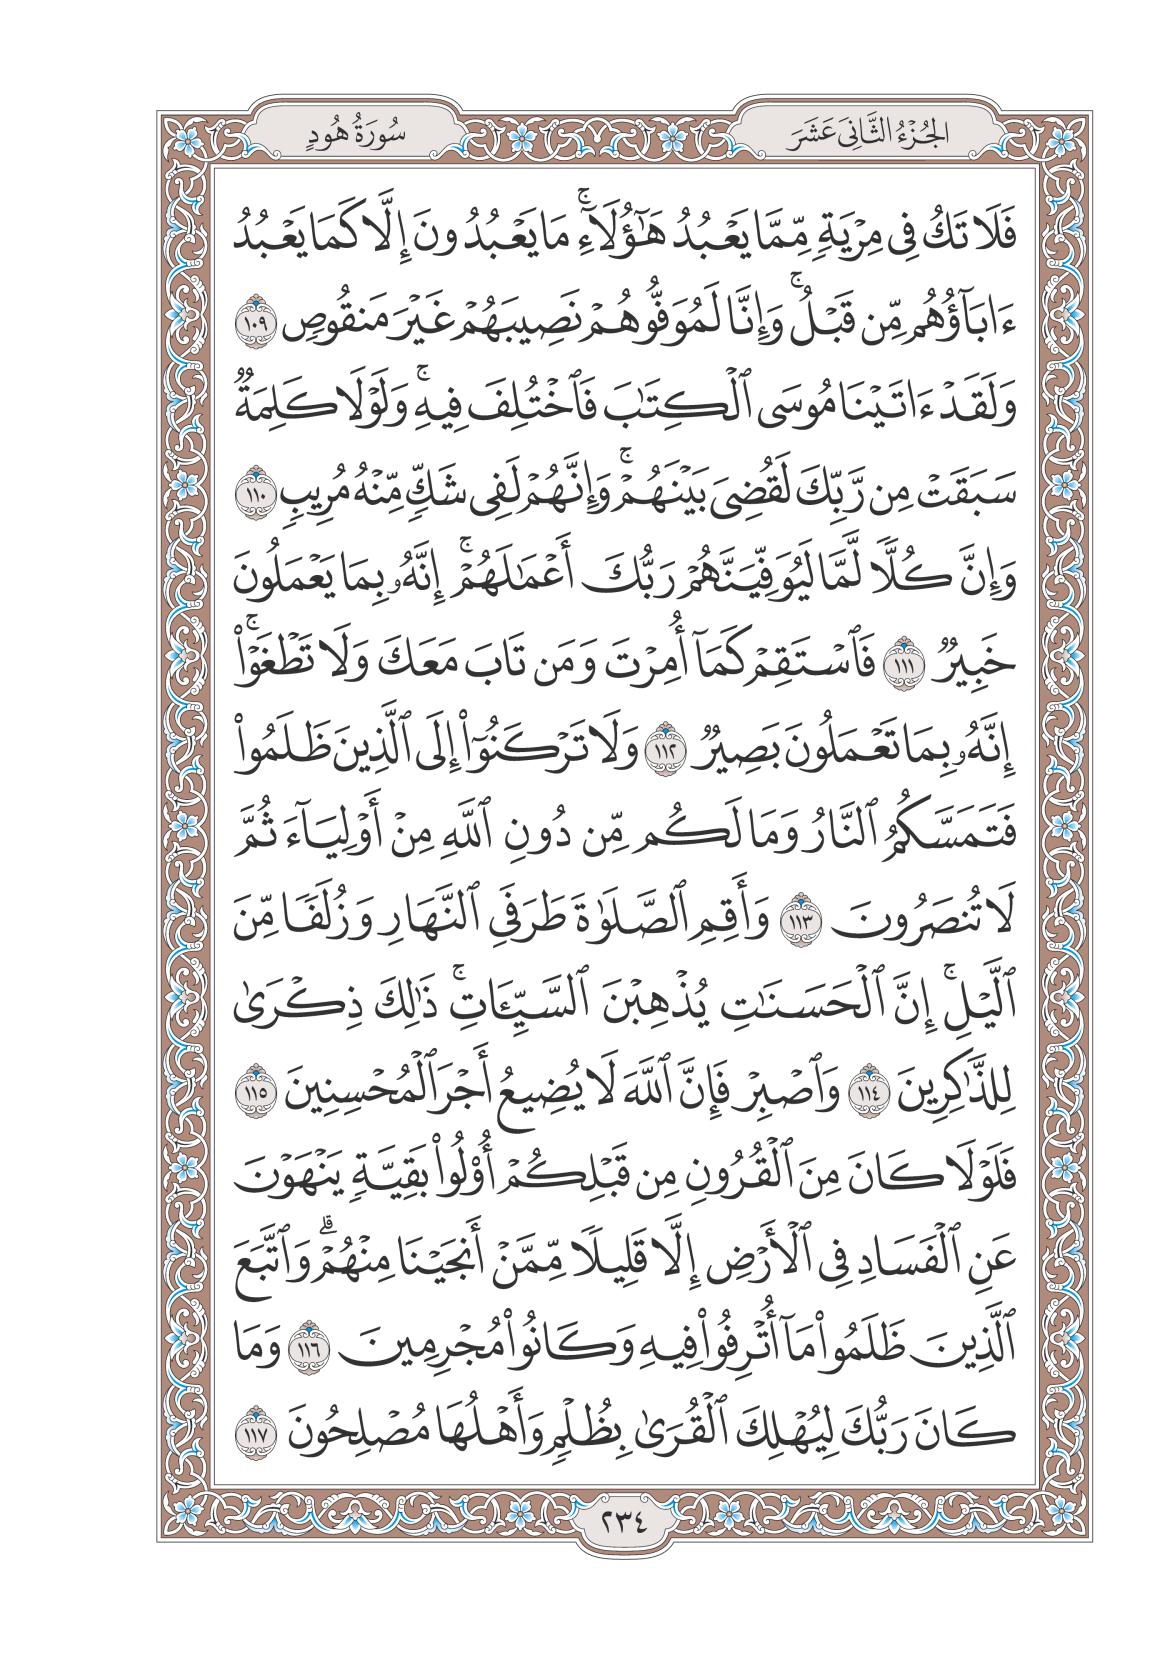 الجُزْءُ الثَّانِىَ عَشَرَ
سُورَةُ هُودٍ
فَلَا تَكُ فِى مِرْيَةٍ مِّمَّا يَعْبُدُ هَٰٓؤُلَآءِ ۚ مَا يَعْبُدُونَ إِلَّا كَمَا يَعْبُدُ
ءَابَآؤُهُم مِّن قَبْلُ ۚ وَإِنَّا لَمُوَفُّوهُمْ نَصِيبَهُمْ غَيْرَ مَنقُوصٍ ١٠٩
وَلَقَدْ ءَاتَيْنَا مُوسَى ٱلْكِتَٰبَ فَٱخْتُلِفَ فِيهِ ۚ وَلَوْلَا كَلِمَةٌ
سَبَقَتْ مِن رَّبِّكَ لَقُضِىَ بَيْنَهُمْ ۚ وَإِنَّهُمْ لَفِى شَكٍّ مِّنْهُ مُرِيبٍ ١١٠
وَإِنَّ كُلًّا لَّمَّا لَيُوَفِّيَنَّهُمْ رَبُّكَ أَعْمَٰلَهُمْ ۚ إِنَّهُۥ بِمَا يَعْمَلُونَ
خَبِيرٌ ١١١ فَٱسْتَقِمْ كَمَآ أُمِرْتَ وَمَن تَابَ مَعَكَ وَلَا تَطْغَوْا۟ ۚ
إِنَّهُۥ بِمَا تَعْمَلُونَ بَصِيرٌ ١١٢ وَلَا تَرْكَنُوٓا۟ إِلَى ٱلَّذِينَ ظَلَمُوا۟
فَتَمَسَّكُمُ ٱلنَّارُ وَمَا لَكُم مِّن دُونِ ٱللَّهِ مِنْ أَوْلِيَآءَ ثُمَّ
لَا تُنصَرُونَ ١١٣ وَأَقِمِ ٱلصَّلَوٰةَ طَرَفَىِ ٱلنَّهَارِ وَزُلَفًا مِّنَ
ٱلَّيْلِ ۚ إِنَّ ٱلْحَسَنَٰتِ يُذْهِبْنَ ٱلسَّيِّـَٔاتِ ۚ ذَٰلِكَ ذِكْرَىٰ
لِلذَّٰكِرِينَ ١١٤ وَٱصْبِرْ فَإِنَّ ٱللَّهَ لَا يُضِيعُ أَجْرَ ٱلْمُحْسِنِينَ ١١٥
فَلَوْلَا كَانَ مِنَ ٱلْقُرُونِ مِن قَبْلِكُمْ أُو۟لُوا۟ بَقِيَّةٍ يَنْهَوْنَ
عَنِ ٱلْفَسَادِ فِى ٱلْأَرْضِ إِلَّا قَلِيلًا مِّمَّنْ أَنجَيْنَا مِنْهُمْ ۗ وَٱتَّبَعَ
ٱلَّذِينَ ظَلَمُوا۟ مَآ أُتْرِفُوا۟ فِيهِ وَكَانُوا۟ مُجْرِمِينَ ١١٦ وَمَا
كَانَ رَبُّكَ لِيُهْلِكَ ٱلْقُرَىٰ بِظُلْمٍ وَأَهْلُهَا مُصْلِحُونَ ١١٧
٢٣٤